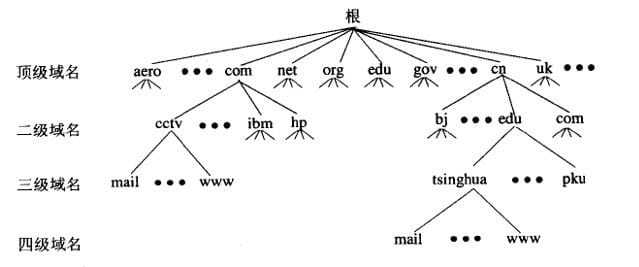 根
顶级域名 aero ●●● com net org edu gov ●●● cn uk ●●●
二级域名 cctv ●●● ibm hp bj ●●● edu com
三级域名 mail ●●● www tsinghua ●●● pku
四级域名 mail ●●● www